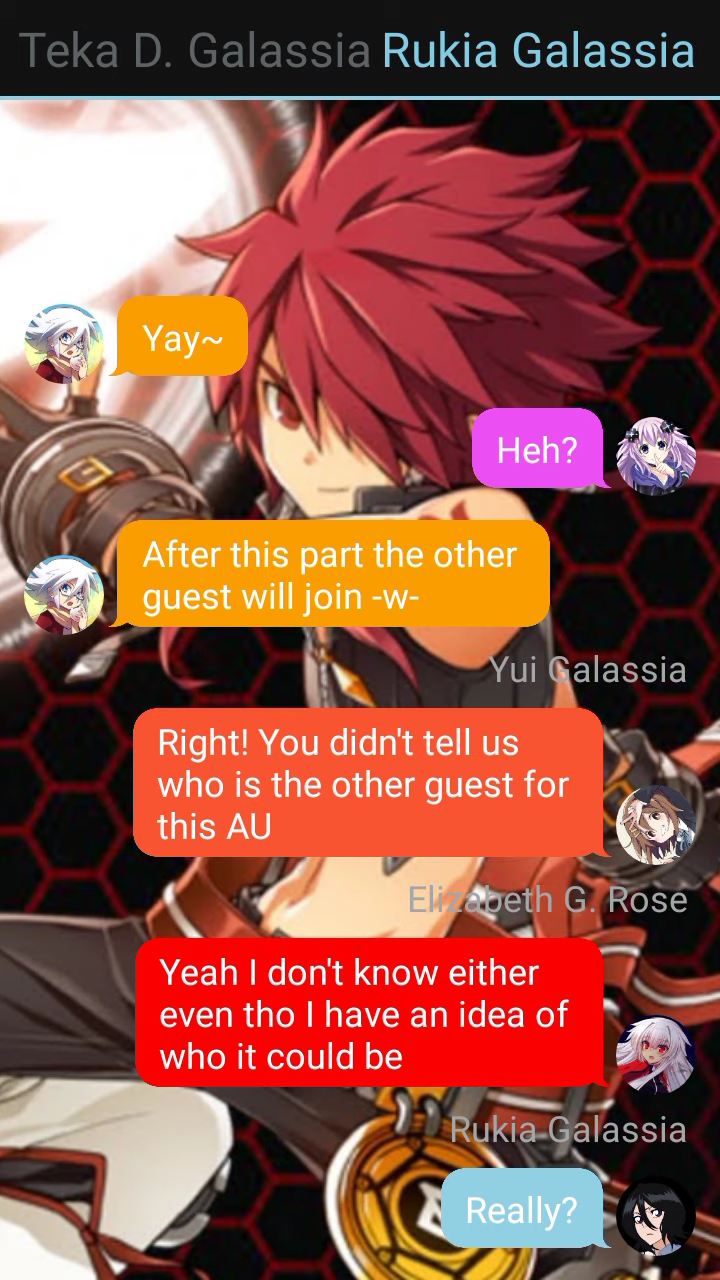 Teka D. Galassia Rukia Galassia
Yay~
Heh?
After this part the other
guest will join -w-
Yui Galassia
Right! You didn't tell us
who is the other guest for
this AU
Elizabeth G. Rose
Yeah I don't know either
even tho I have an idea of
who it could be
Rukia Galassia
Really?